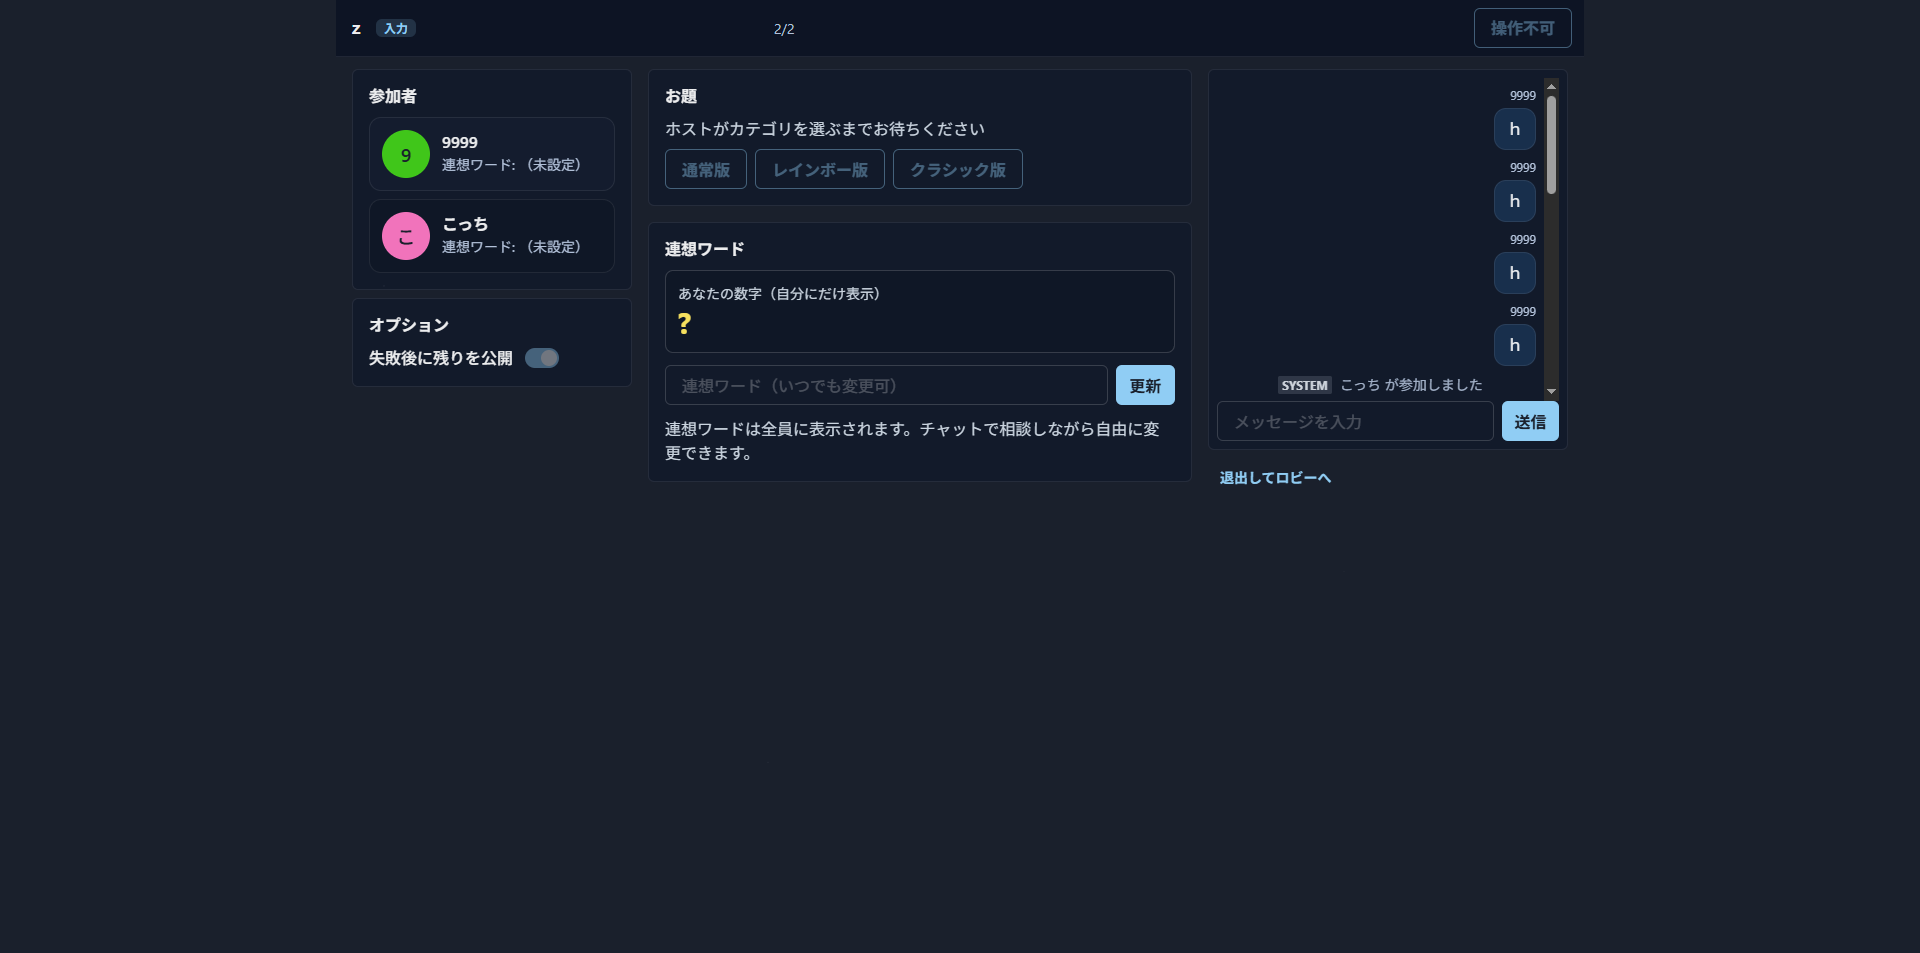 z 入力
2/2
操作不可
参加者
9
9999
連想ワード: （未設定）
こ
こっち
連想ワード: （未設定）
オプション
失敗後に残りを公開
お題
ホストがカテゴリを選ぶまでお待ちください
通常版 レインボー版 クラシック版
連想ワード
あなたの数字（自分にだけ表示）
?
連想ワード（いつでも変更可）
更新
連想ワードは全員に表示されます。チャットで相談しながら自由に変
更できます。
9999
h
9999
h
9999
h
9999
h
SYSTEM こっち が参加しました
メッセージを入力
送信
退出してロビーへ